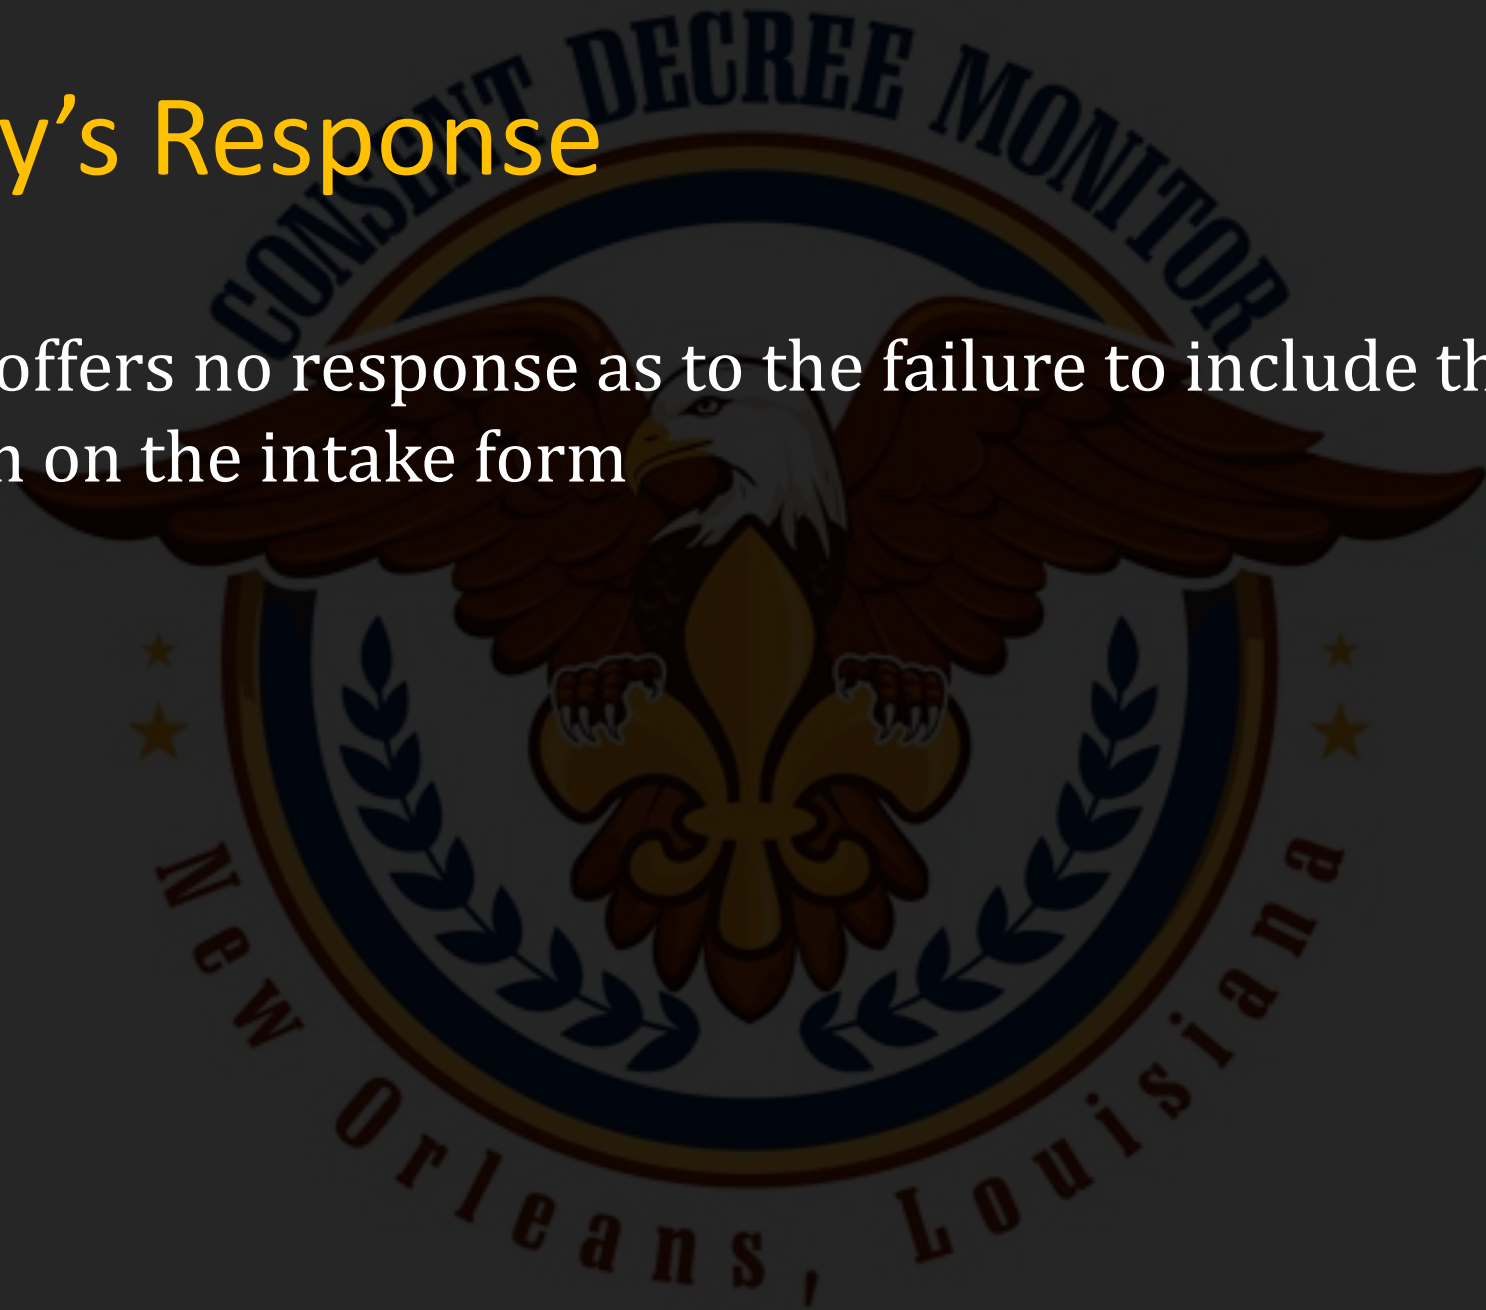 CONSENT DECREE MONITOR
y’s Response
offers no response as to the failure to include th
n on the intake form
New Orleans, Louisiana